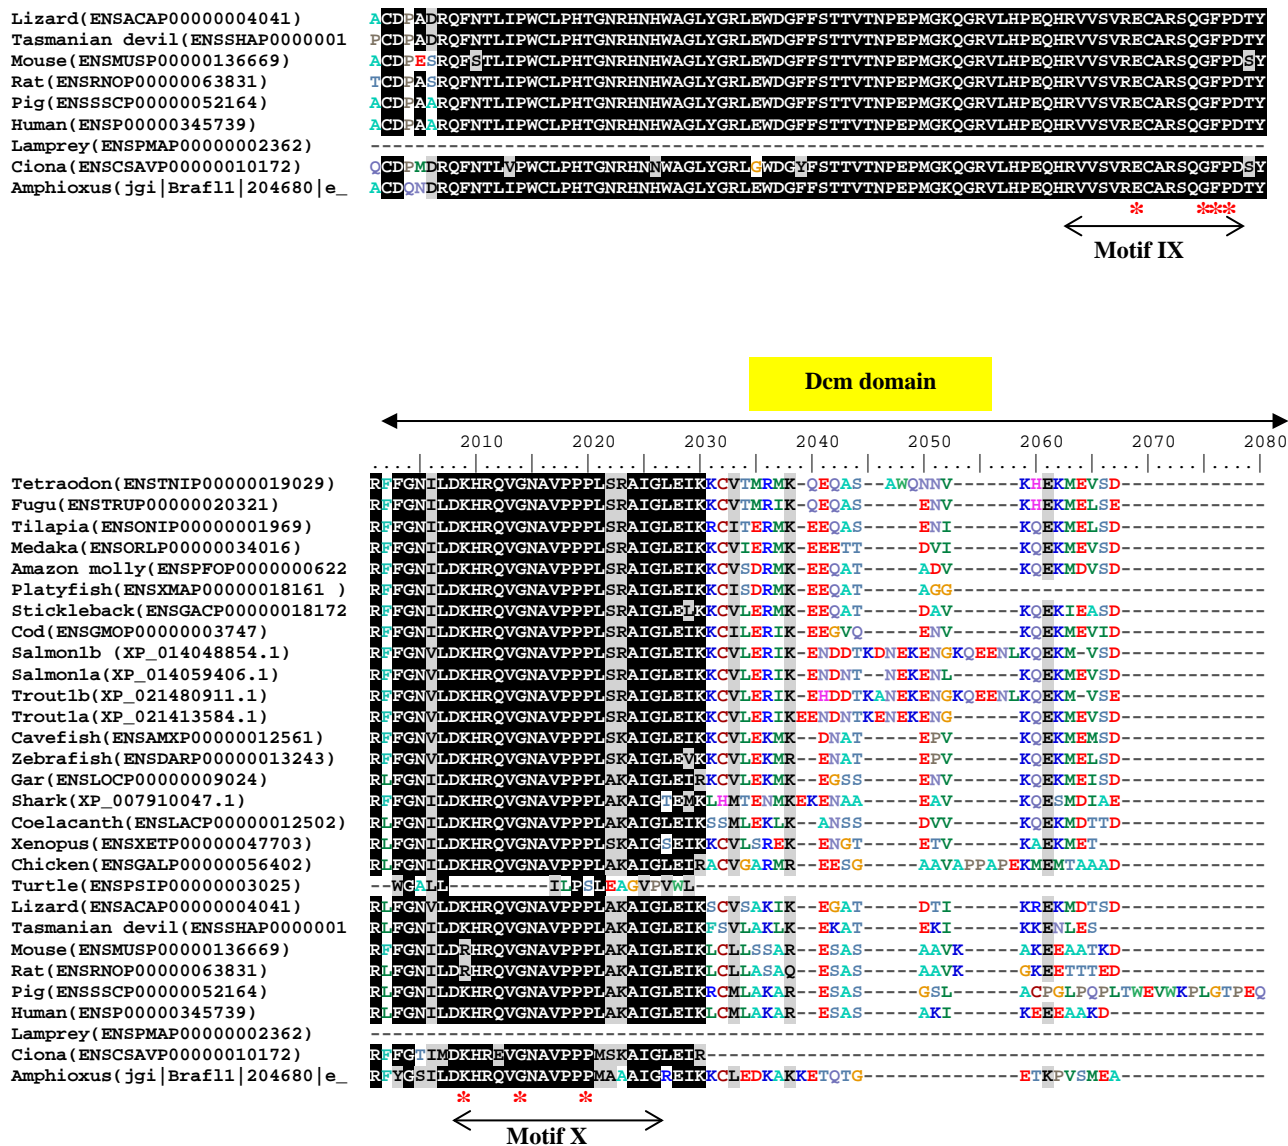 Lizard(ENSACAP00000004041) ACDPADRQFNTLIPWCLPHTGNRHNHWAGLYGRLEWDGFFSTTVTNPEPMGKQGRVLHPEQHRVVSVRECARSQGFPDTY
Tasmanian devil(ENSSHAP0000001 PCDPADRQFNTLIPWCLPHTGNRHNHWAGLYGRLEWDGFFSTTVTNPEPMGKQGRVLHPEQHRVVSVRECARSQGFPDTY
Mouse(ENSMUSP00000136669) ACDPESRQFSTLIPWCLPHTGNRHNHWAGLYGRLEWDGFFSTTVTNPEPMGKQGRVLHPEQHRVVSVRECARSQGFPDSY
Rat(ENSRNOP00000063831) TCDPASRQFNTLIPWCLPHTGNRHNHWAGLYGRLEWDGFFSTTVTNPEPMGKQGRVLHPEQHRVVSVRECARSQGFPDTY
Pig(ENSSSCP00000052164) ACDPAARQFNTLIPWCLPHTGNRHNHWAGLYGRLEWDGFFSTTVTNPEPMGKQGRVLHPEQHRVVSVRECARSQGFPDTY
Human(ENSP00000345739) ACDPAARQFNTLIPWCLPHTGNRHNHWAGLYGRLEWDGFFSTTVTNPEPMGKQGRVLHPEQHRVVSVRECARSQGFPDTY
Lamprey(ENSPMAP00000002362) --------------------------------------------------------------------------------
Ciona(ENSCSAVP00000010172) QCDPMDRQFNTLVPWCLPHTGNRHNNWAGLYGRLGWDGYFSTTVTNPEPMGKQGRVLHPEQHRVVSVRECARSQGFPDSY
Amphioxus(jgi|Brafl1|204680|e_ ACDQNDRQFNTLIPWCLPHTGNRHNHWAGLYGRLEWDGFFSTTVTNPEPMGKQGRVLHPEQHRVVSVRECARSQGFPDTY
* ***
Motif IX
Dcm domain
2010 2020 2030 2040 2050 2060 2070 2080
Tetraodon(ENSTNIP00000019029) RFFGNILDKHRQVGNAVPPPLSRAIGLEIKKCVTMRMK-QEQAS--AWQNNV------KHEKMEVSD-------------
Fugu(ENSTRUP00000020321) RFFGNILDKHRQVGNAVPPPLSRAIGLEIKKCVTMRIK-QEQAS-----ENV------KHEKMELSE-------------
Tilapia(ENSONIP00000001969) RFFGNILDKHRQVGNAVPPPLSRAIGLEIKRCITERMK-EEQAS-----ENI------KQEKMELSD-------------
Medaka(ENSORLP00000034016) RFFGNILDKHRQVGNAVPPPLSRAIGLEIKKCVIERMK-EEETT-----DVI------KQEKMEVSD-------------
Amazon molly(ENSPFOP0000000622 RFFGNILDKHRQVGNAVPPPLSRAIGLEIKKCVSDRMK-EEQAT-----ADV------KQEKMDVSD-------------
Platyfish(ENSXMAP00000018161 ) RFFGNILDKHRQVGNAVPPPLSRAIGLEIKKCISDRMK-EEQAT-----AGG----------------------------
Stickleback(ENSGACP00000018172 RFFGNILDKHRQVGNAVPPPLSRAIGLELKKCVLERMK-EEQAT-----DAV------KQEKIEASD-------------
Cod(ENSGMOP00000003747) RFFGNILDKHRQVGNAVPPPLSRAIGLEIKKCILERIK-EEGVQ-----ENV------KQEKMEVID-------------
Salmon1b (XP_014048854.1) RFFGNVLDKHRQVGNAVPPPLSRAIGLEIKKCVLERIK-ENDDTKDNEKENGKQEENLKQEKM-VSD-------------
Salmon1a(XP_014059406.1) RFFGNVLDKHRQVGNAVPPPLSRAIGLEIKKCVLERIK-ENDNT--NEKENL------KQEKMEVSD-------------
Trout1b(XP_021480911.1) RFFGNVLDKHRQVGNAVPPPLSRAIGLEIKKCVLERIK-EHDDTKANEKENGKQEENLKQEKM-VSE-------------
Trout1a(XP_021413584.1) RFFGNVLDKHRQVGNAVPPPLSRAIGLEIKKCVLERIKEENDNTKENEKENG------KQEKMEVSD-------------
Cavefish(ENSAMXP00000012561) RFFGNVLDKHRQVGNAVPPPLSRAIGLEIKKCVLEKMK--DNAT-----EPV------KQEKMEMSD-------------
Zebrafish(ENSDARP00000013243) RFFGNILDKHRQVGNAVPPPLSRAIGLEVKKCVLEKMR-ENAT------EPV------KQEKMELSD-------------
Gar(ENSLOCP00000009024) RLFGNILDKHRQVGNAVPPPLAKAIGLEIRKCVLEKMK--EGSS-----ENV------KQEKMEISD-------------
Shark(XP_007910047.1) RFFGNILDKHRQVGNAVPPPLAKAIGTEMKLHMTENMKEKENAA-----EAV------KQESMDIAE-------------
Coelacanth(ENSLACP00000012502) RLFGNILDKHRQVGNAVPPPLAKAIGLEIKSSMLEKLK--ANSS-----DVV------KQEKMDTTD-------------
Xenopus(ENSXETP00000047703) RLFGNILDKHRQVGNAVPPPLAKAIGSEIKKCVLSREK--ENGT-----ETV------KAEKMET---------------
Chicken(ENSGALP00000056402) RLFGNILDKHRQVGNAVPPPLAKAIGLEIRACVGARMR--EESG-----AAVAPPAPEKMEMTAAAD-------------
Turtle(ENSPSIP00000003025) --WGALL---------ILPSLEAGVPVWL---------------------------------------------------
Lizard(ENSACAP00000004041) RLFGNVLDKHRQVGNAVPPPLAKAIGLEIKSCVSAKIK--EGAT-----DTI------KREKMDTSD-------------
Tasmanian devil(ENSSHAP0000001 RLFGNILDKHRQVGNAVPPPLAKAIGLEIKFSVLAKLK--EKAT-----EKI------KKENLES---------------
Mouse(ENSMUSP00000136669) RFFGNILDRHRQVGNAVPPPLAKAIGLEIKLCLLSSAR--ESAS-----AAVK-----AKEEAATKD-------------
Rat(ENSRNOP00000063831) RLFGNILDRHRQVGNAVPPPLAKAIGLEIKLCLLASAQ--ESAS-----AAVK-----GKEETTTED-------------
Pig(ENSSSCP00000052164) RLFGNILDKHRQVGNAVPPPLAKAIGLEIKRCMLAKAR--ESAS-----GSL------ACPGLPQPLTWEVWKPLGTPEQ
Human(ENSP00000345739) RLFGNILDKHRQVGNAVPPPLAKAIGLEIKLCMLAKAR--ESAS-----AKI------KEEEAAKD--------------
Lamprey(ENSPMAP00000002362) --------------------------------------------------------------------------------
Ciona(ENSCSAVP00000010172) RFFGTIMDKHREVGNAVPPPMSKAIGLEIR--------------------------------------------------
Amphioxus(jgi|Brafl1|204680|e_ RFYGSILDKHRQVGNAVPPPMAAAIGREIKKCLEDKAKKETQTG--------------ETKPVSMEA-------------
* * *
Motif X